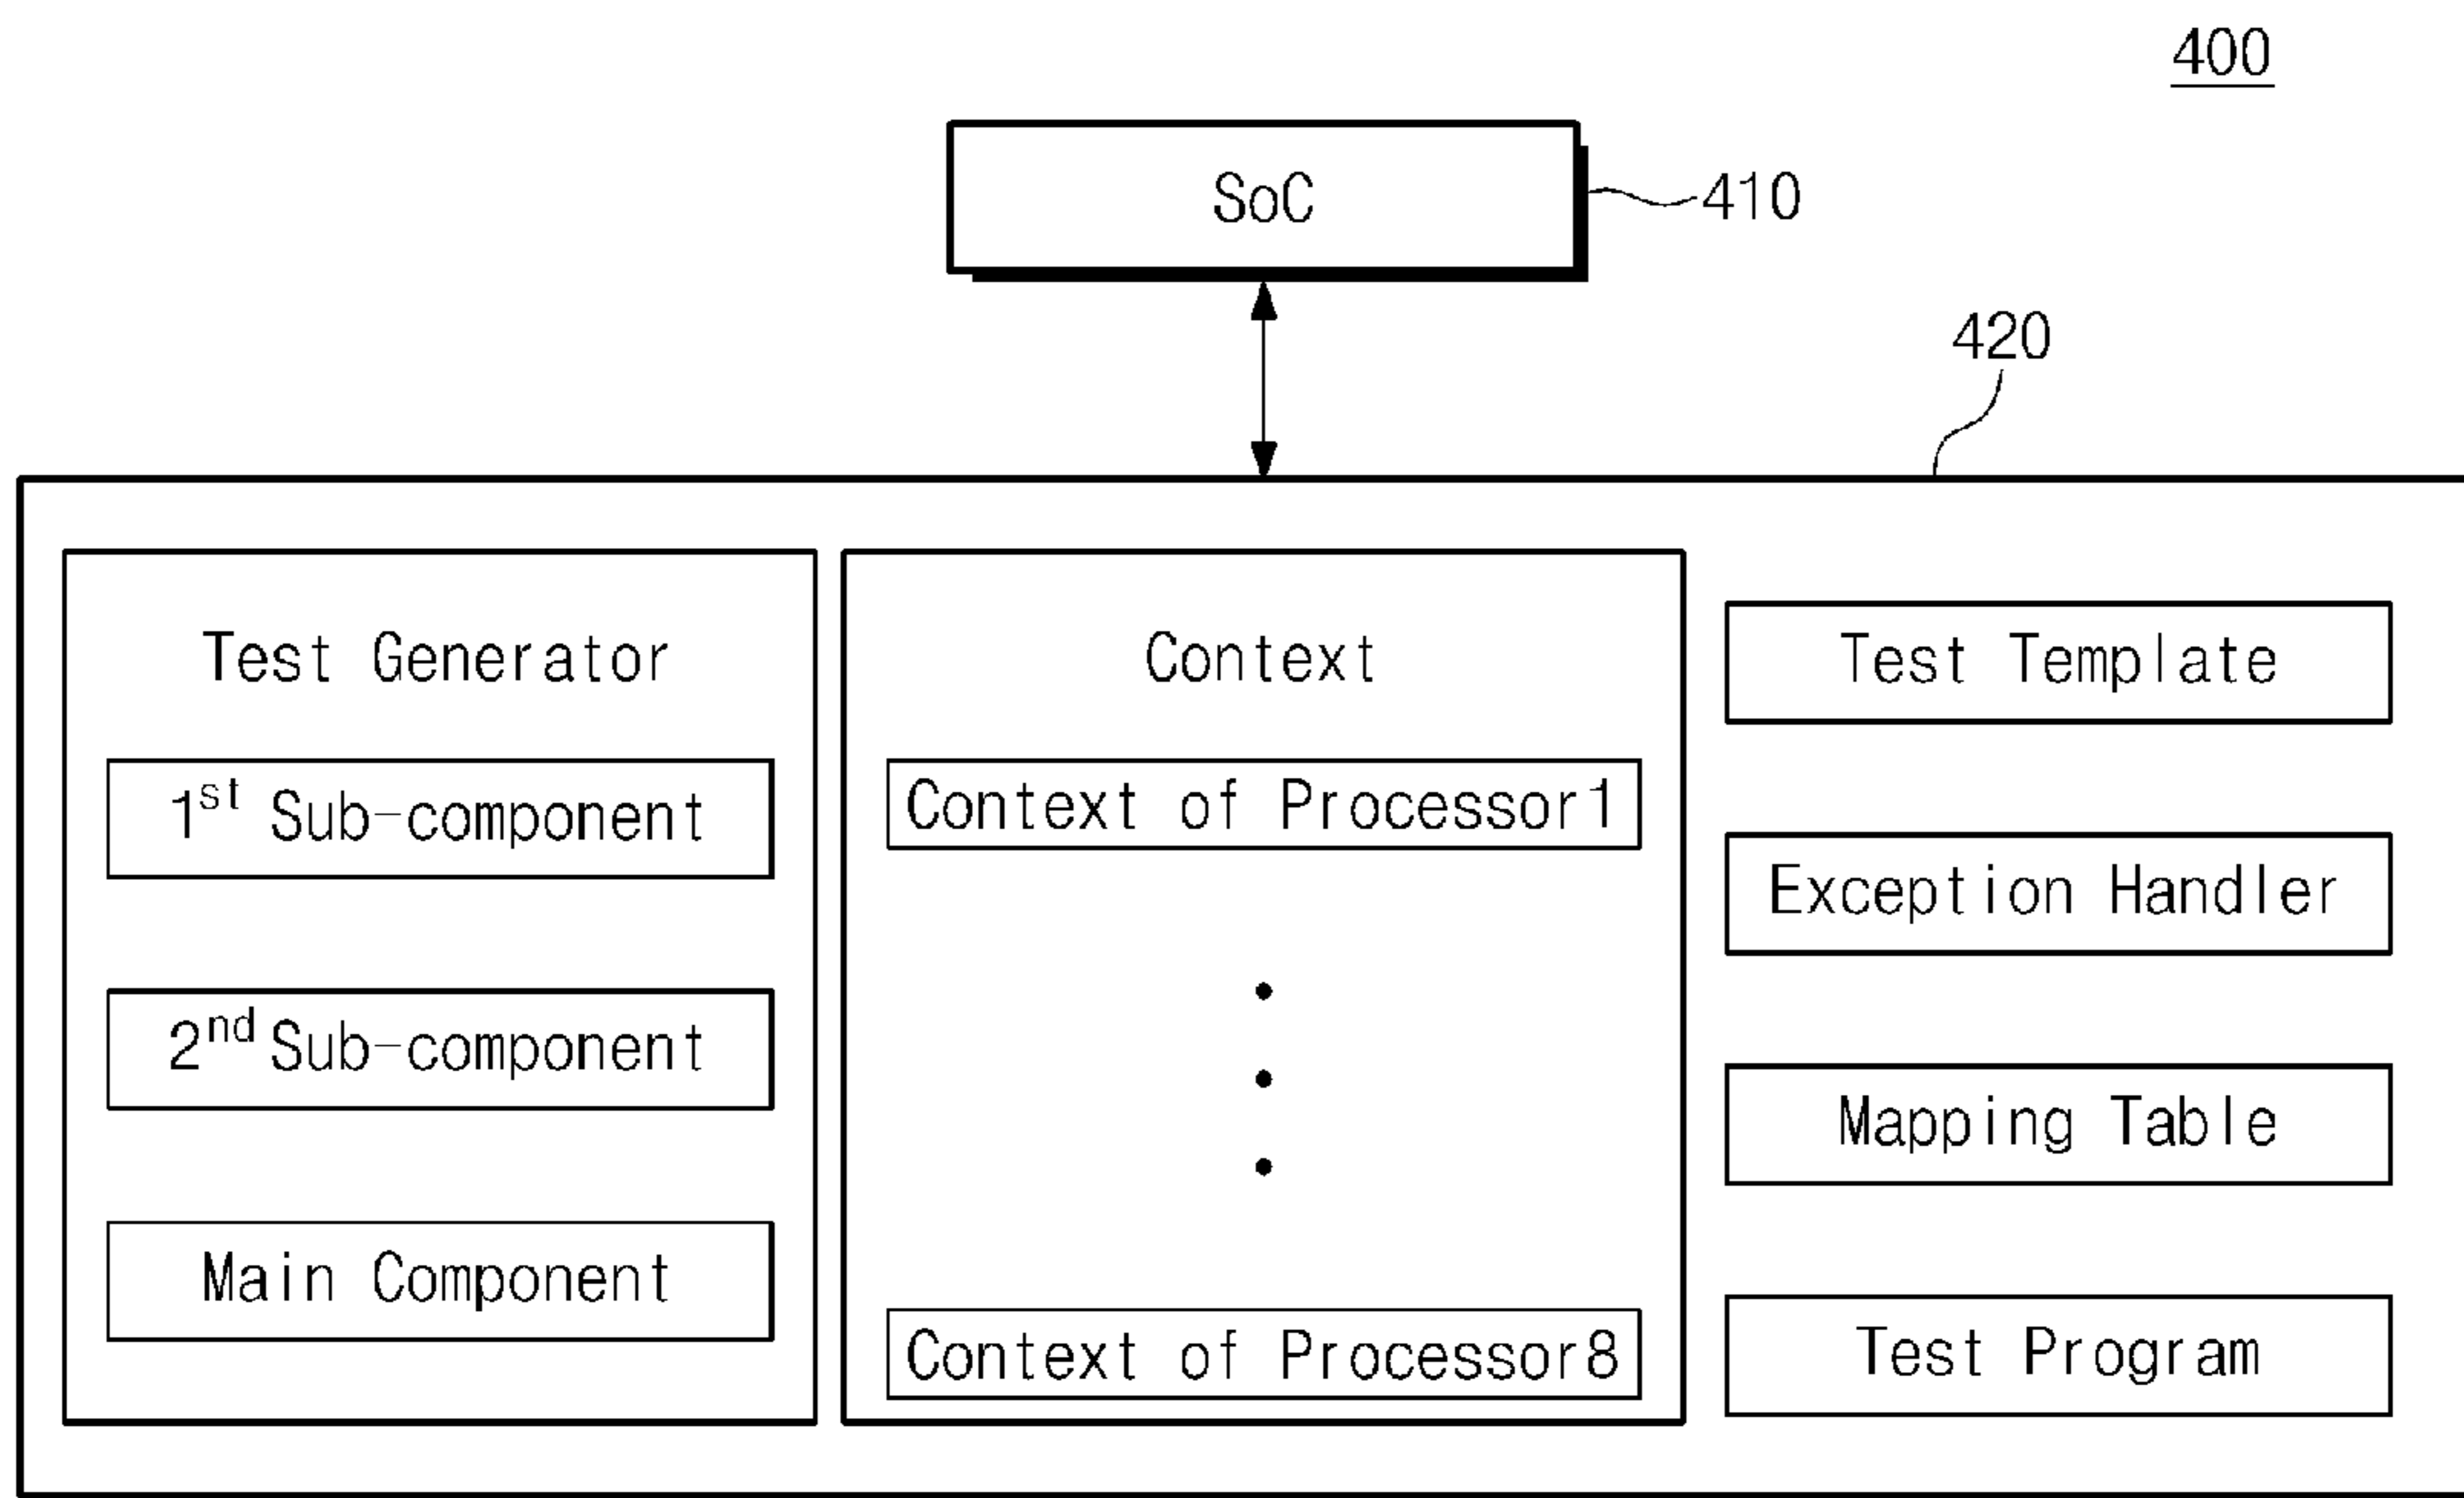 400
SoC
410
420
Test Generator
1st Sub-component
2nd Sub-component
Main Component
Context
Context of Processor1
Context of Processor8
Test Template
Exception Handler
Mapping Table
Test Program